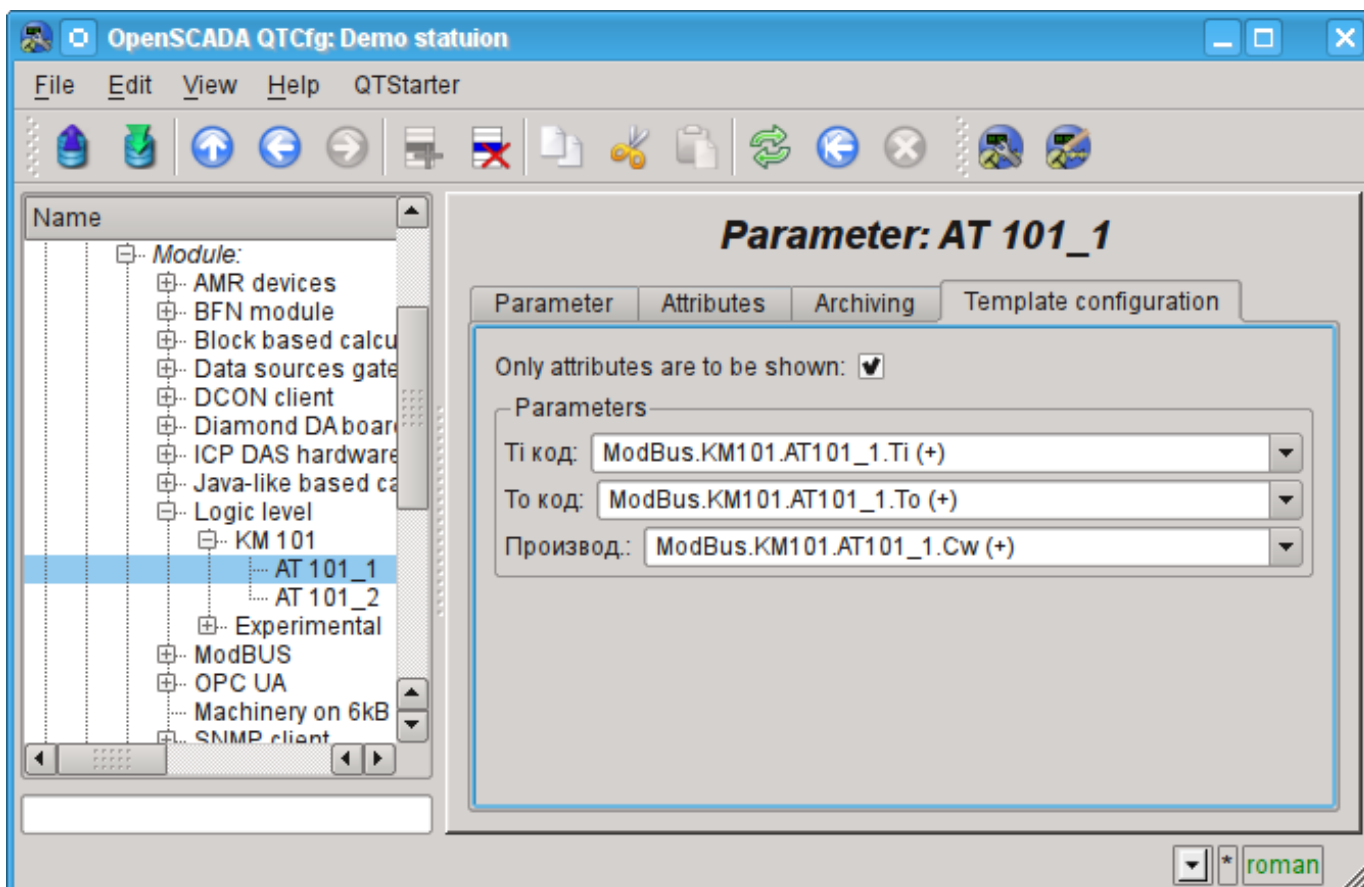 OpenSCADA QTCfg: Demo statuion
File Edit View Help QTStarter
Name
Module:
AMR devices
BFN module
Block based calcu
Data sources gate
DCON client
Diamond DA boar
ICP DAS hardware
Java-like based ca
Logic level
KM 101
AT 101_1
AT 101_2
Experimental
ModBUS
OPC UA
Machinery on 6kB
SNMP client
Parameter: AT 101_1
Parameter Attributes Archiving Template configuration
Only attributes are to be shown:
Parameters
Ti код: ModBus.KM101.AT101_1.Ti (+)
To код: ModBus.KM101.AT101_1.To (+)
Производ.: ModBus.KM101.AT101_1.Cw (+)
* roman